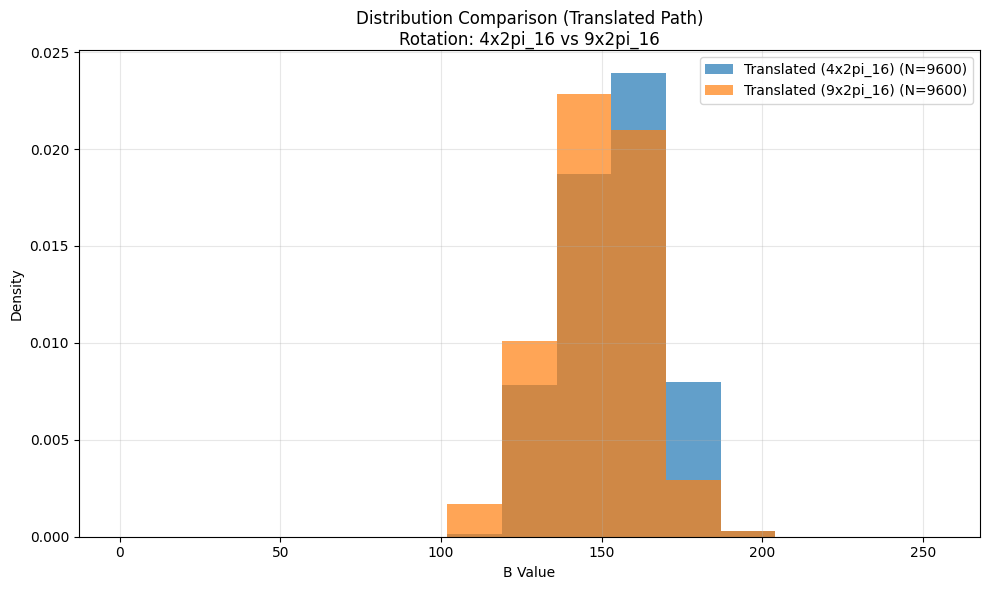 Distribution Comparison (Translated Path)
Rotation: 4x2pi_16 vs 9x2pi_16
Translated (4x2pi_16) (N=9600)
Translated (9x2pi_16) (N=9600)
0.025
0.020
0.015
0.010
0.005
0.000
Density
0 50 100 150 200 250
B Value